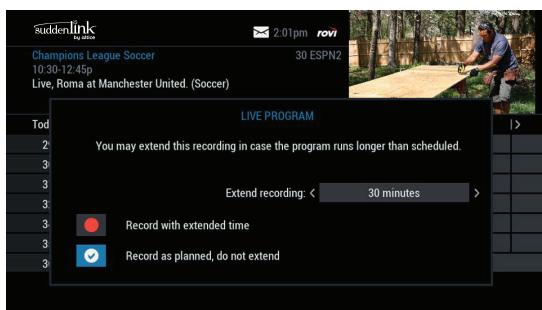 suddenlink
by altice
2:01pm rovi
Champions League Soccer 30 ESPN2
10:30-12:45p
Live, Roma at Manchester United. (Soccer)
LIVE PROGRAM
Tod
You may extend this recording in case the program runs longer than scheduled.
Extend recording: < 30 minutes >
Record with extended time
Record as planned, do not extend